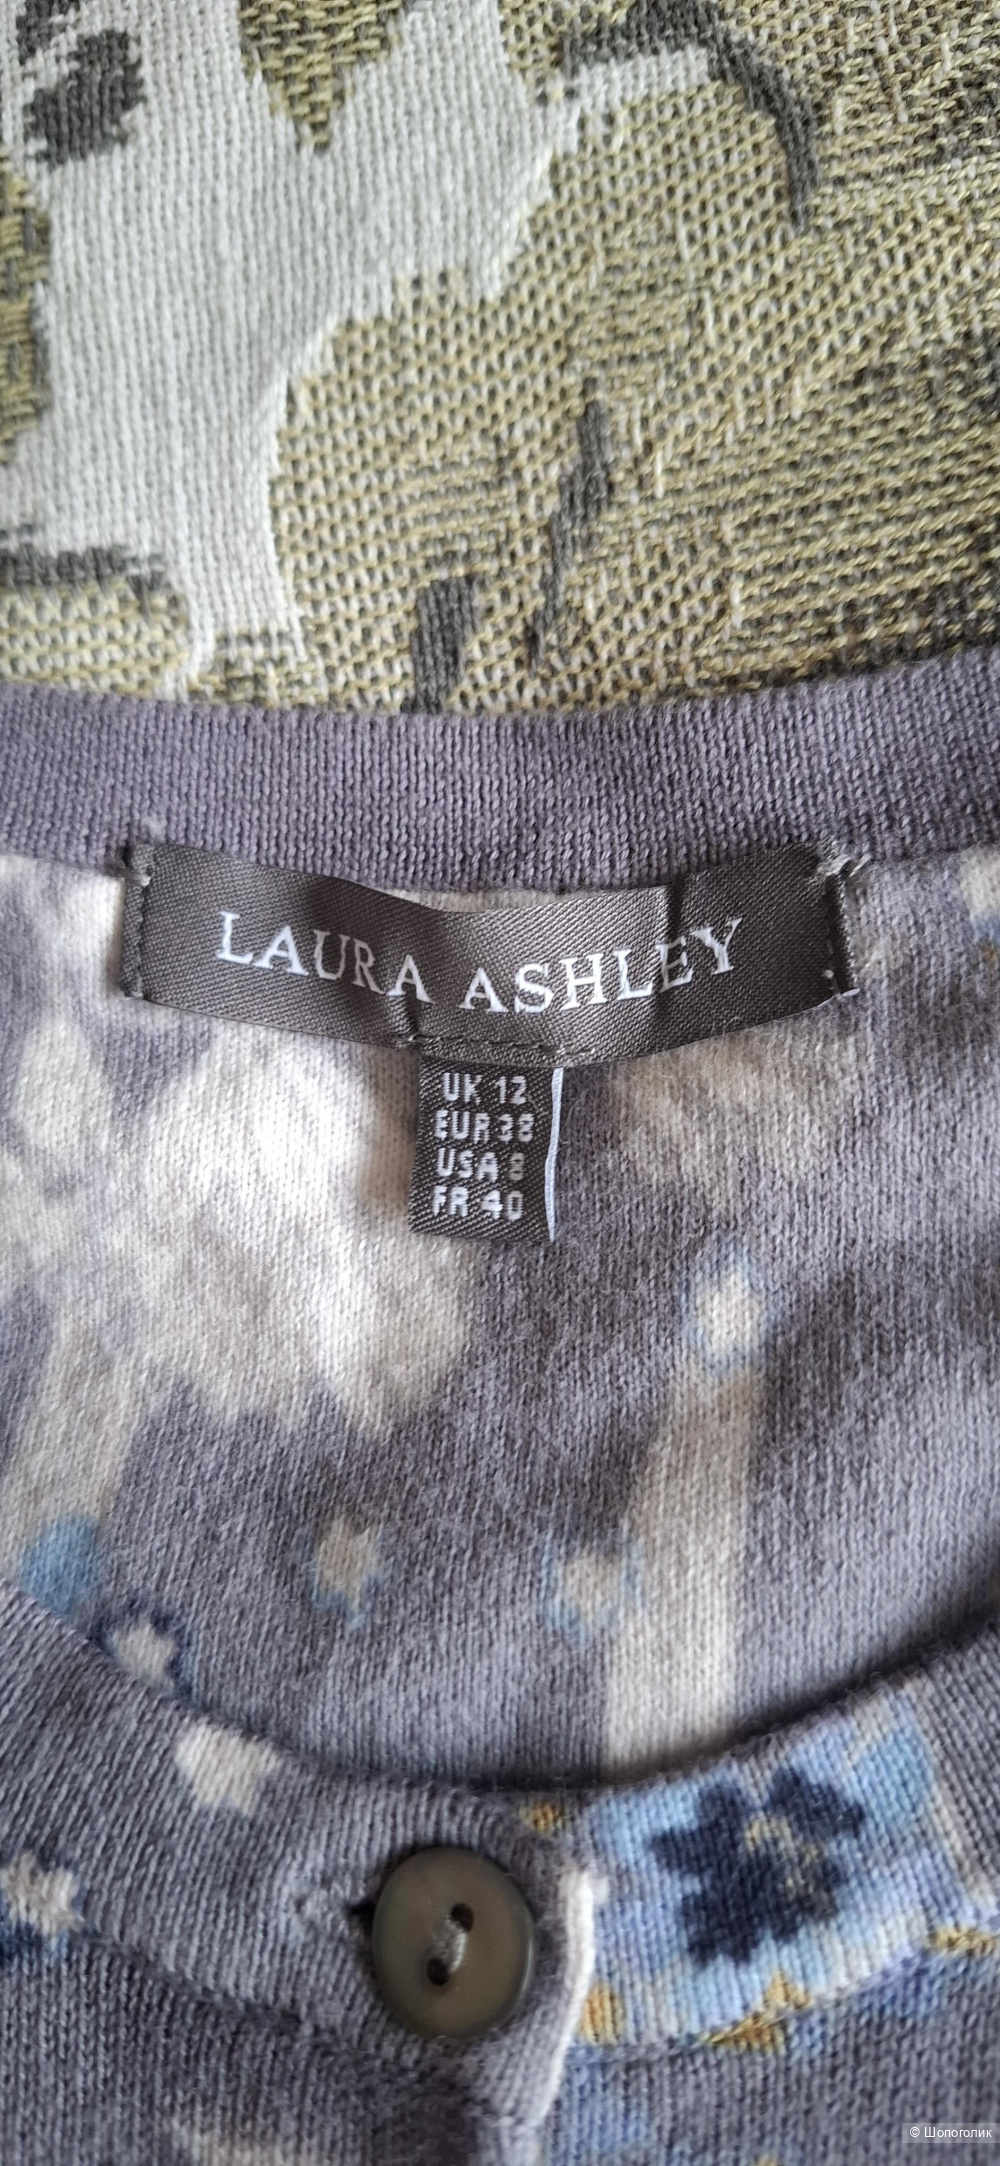 LAURA ASHLEY
UK 12
EUR 38
USA 8
FR 40
© Шопоголик